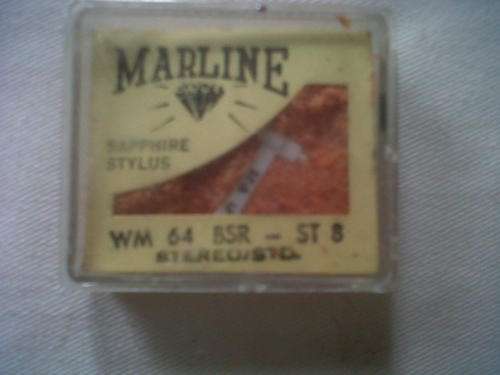 MARLINE
SAPPHIRE
STYLUS
WM 64 BSR - ST 8
STEREO/STD.